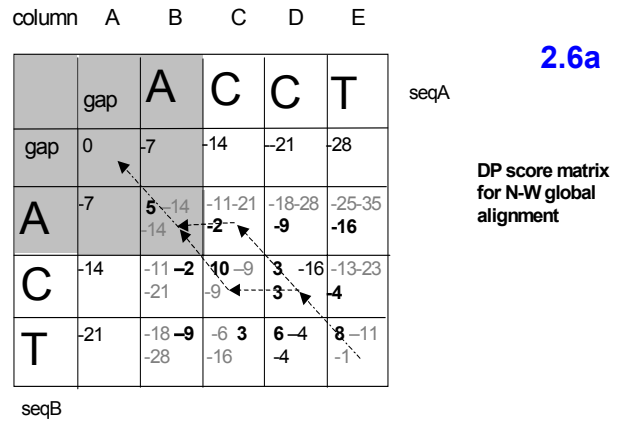 column A B C D E
2.6a
gap A C C T seqA
gap 0 -7 -14 --21 -28
DP score matrix
for N-W global
alignment
A -7 5 -14 -11-21 -18-28 -25-35
-14 -2 -9 -16
C -14 -11 -2 10 -9 3 -16 -13-23
-21 -9 3 -4
T -21 -18 -9 -6 3 6 -4 8 -11
-28 -16 -4 -1
seqB